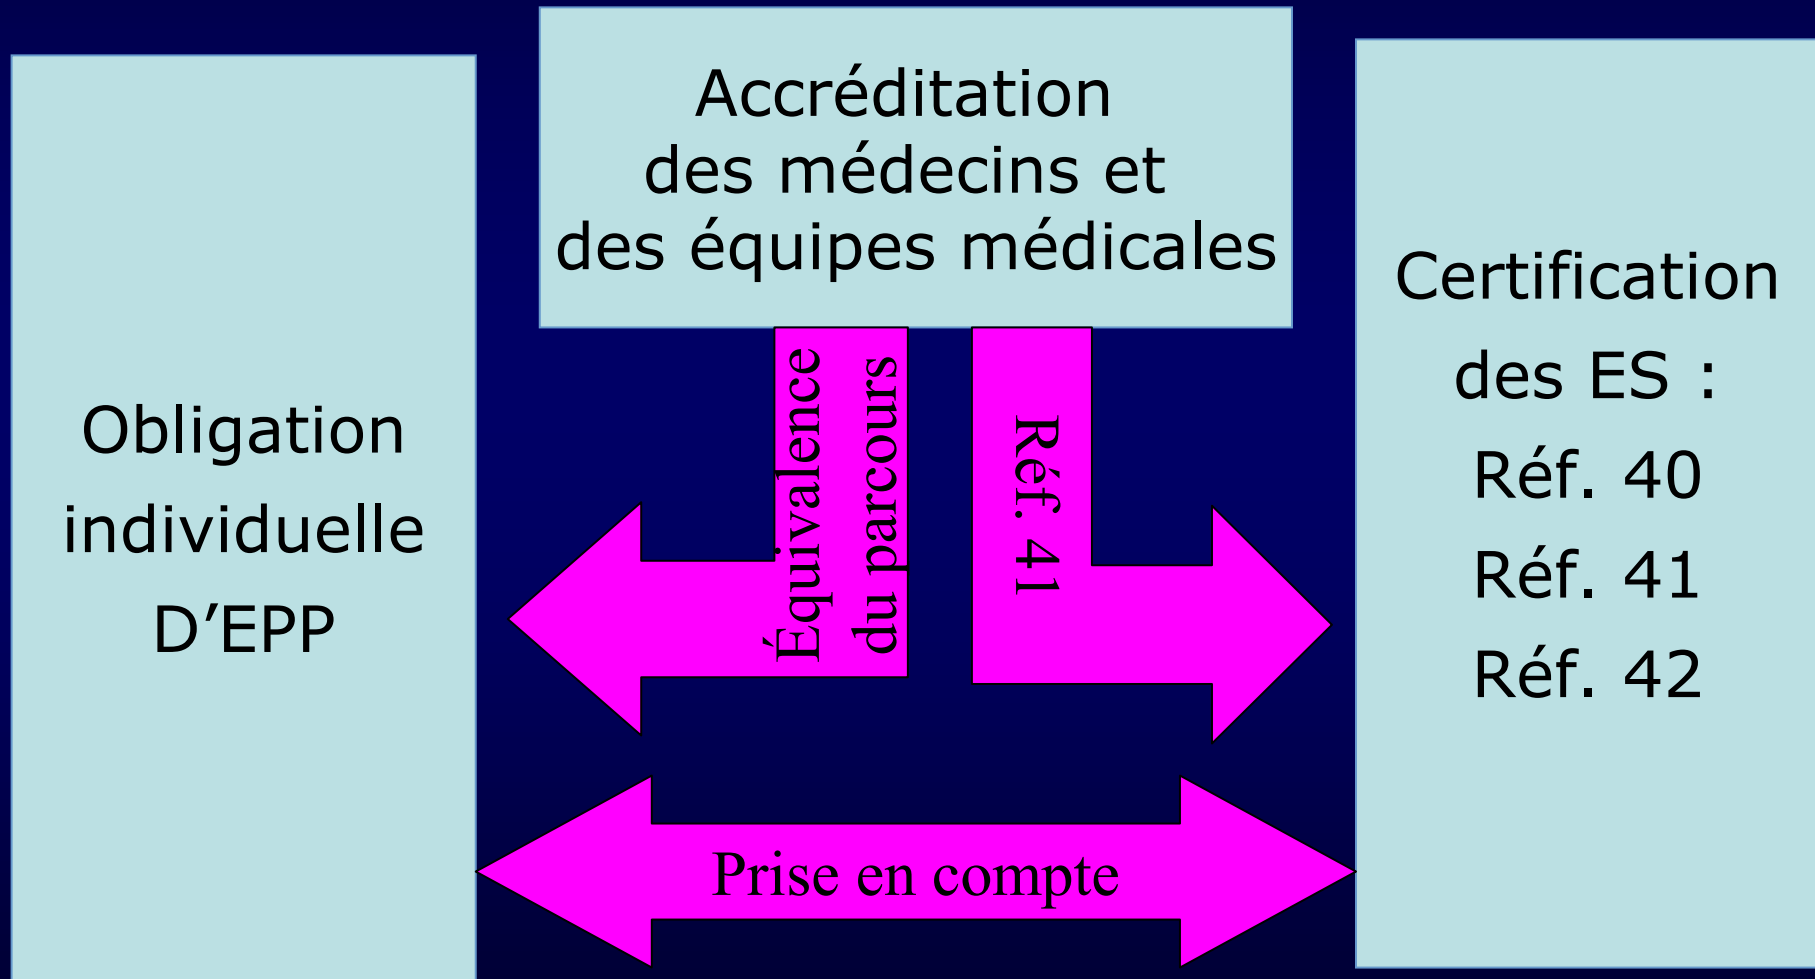 Accréditation
des médecins et
des équipes médicales
Obligation
individuelle
D’EPP
Équivalence
du parcours
Réf. 41
Certification
des ES :
Réf. 40
Réf. 41
Réf. 42
Prise en compte